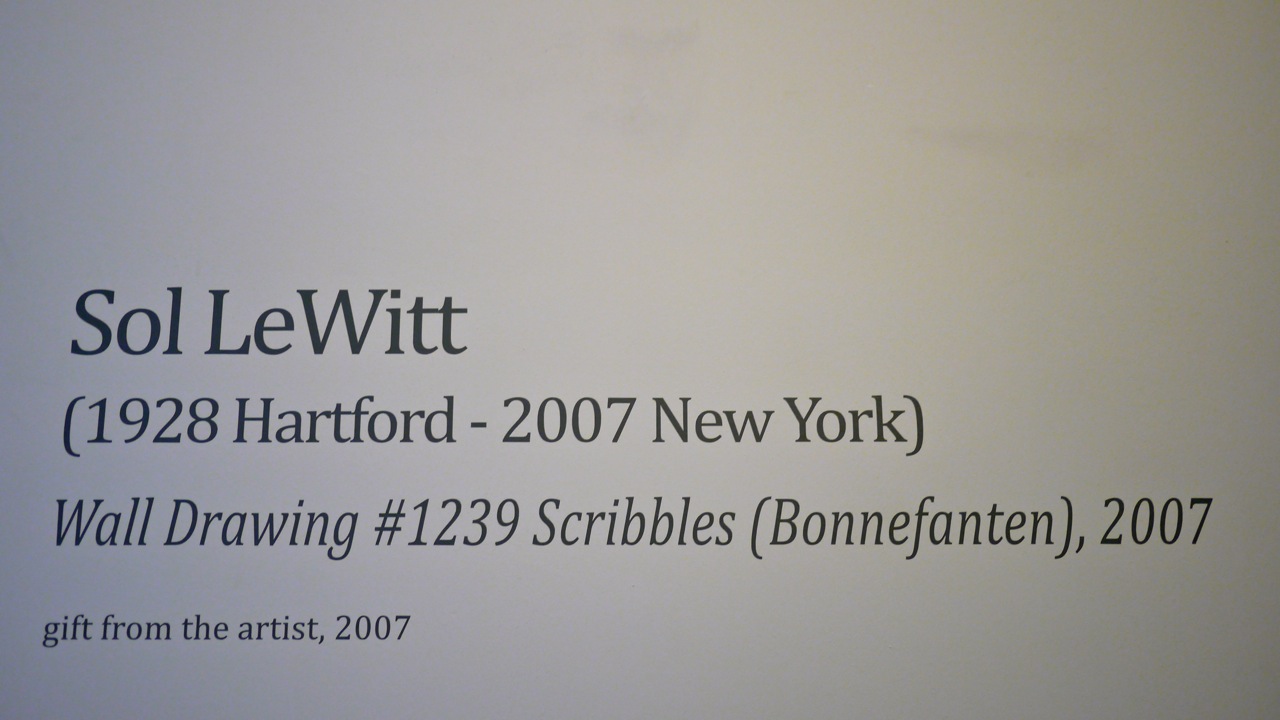 Sol LeWitt
(1928 Hartford - 2007 New York)
Wall Drawing #1239 Scribbles (Bonnefanten), 2007
gift from the artist, 2007